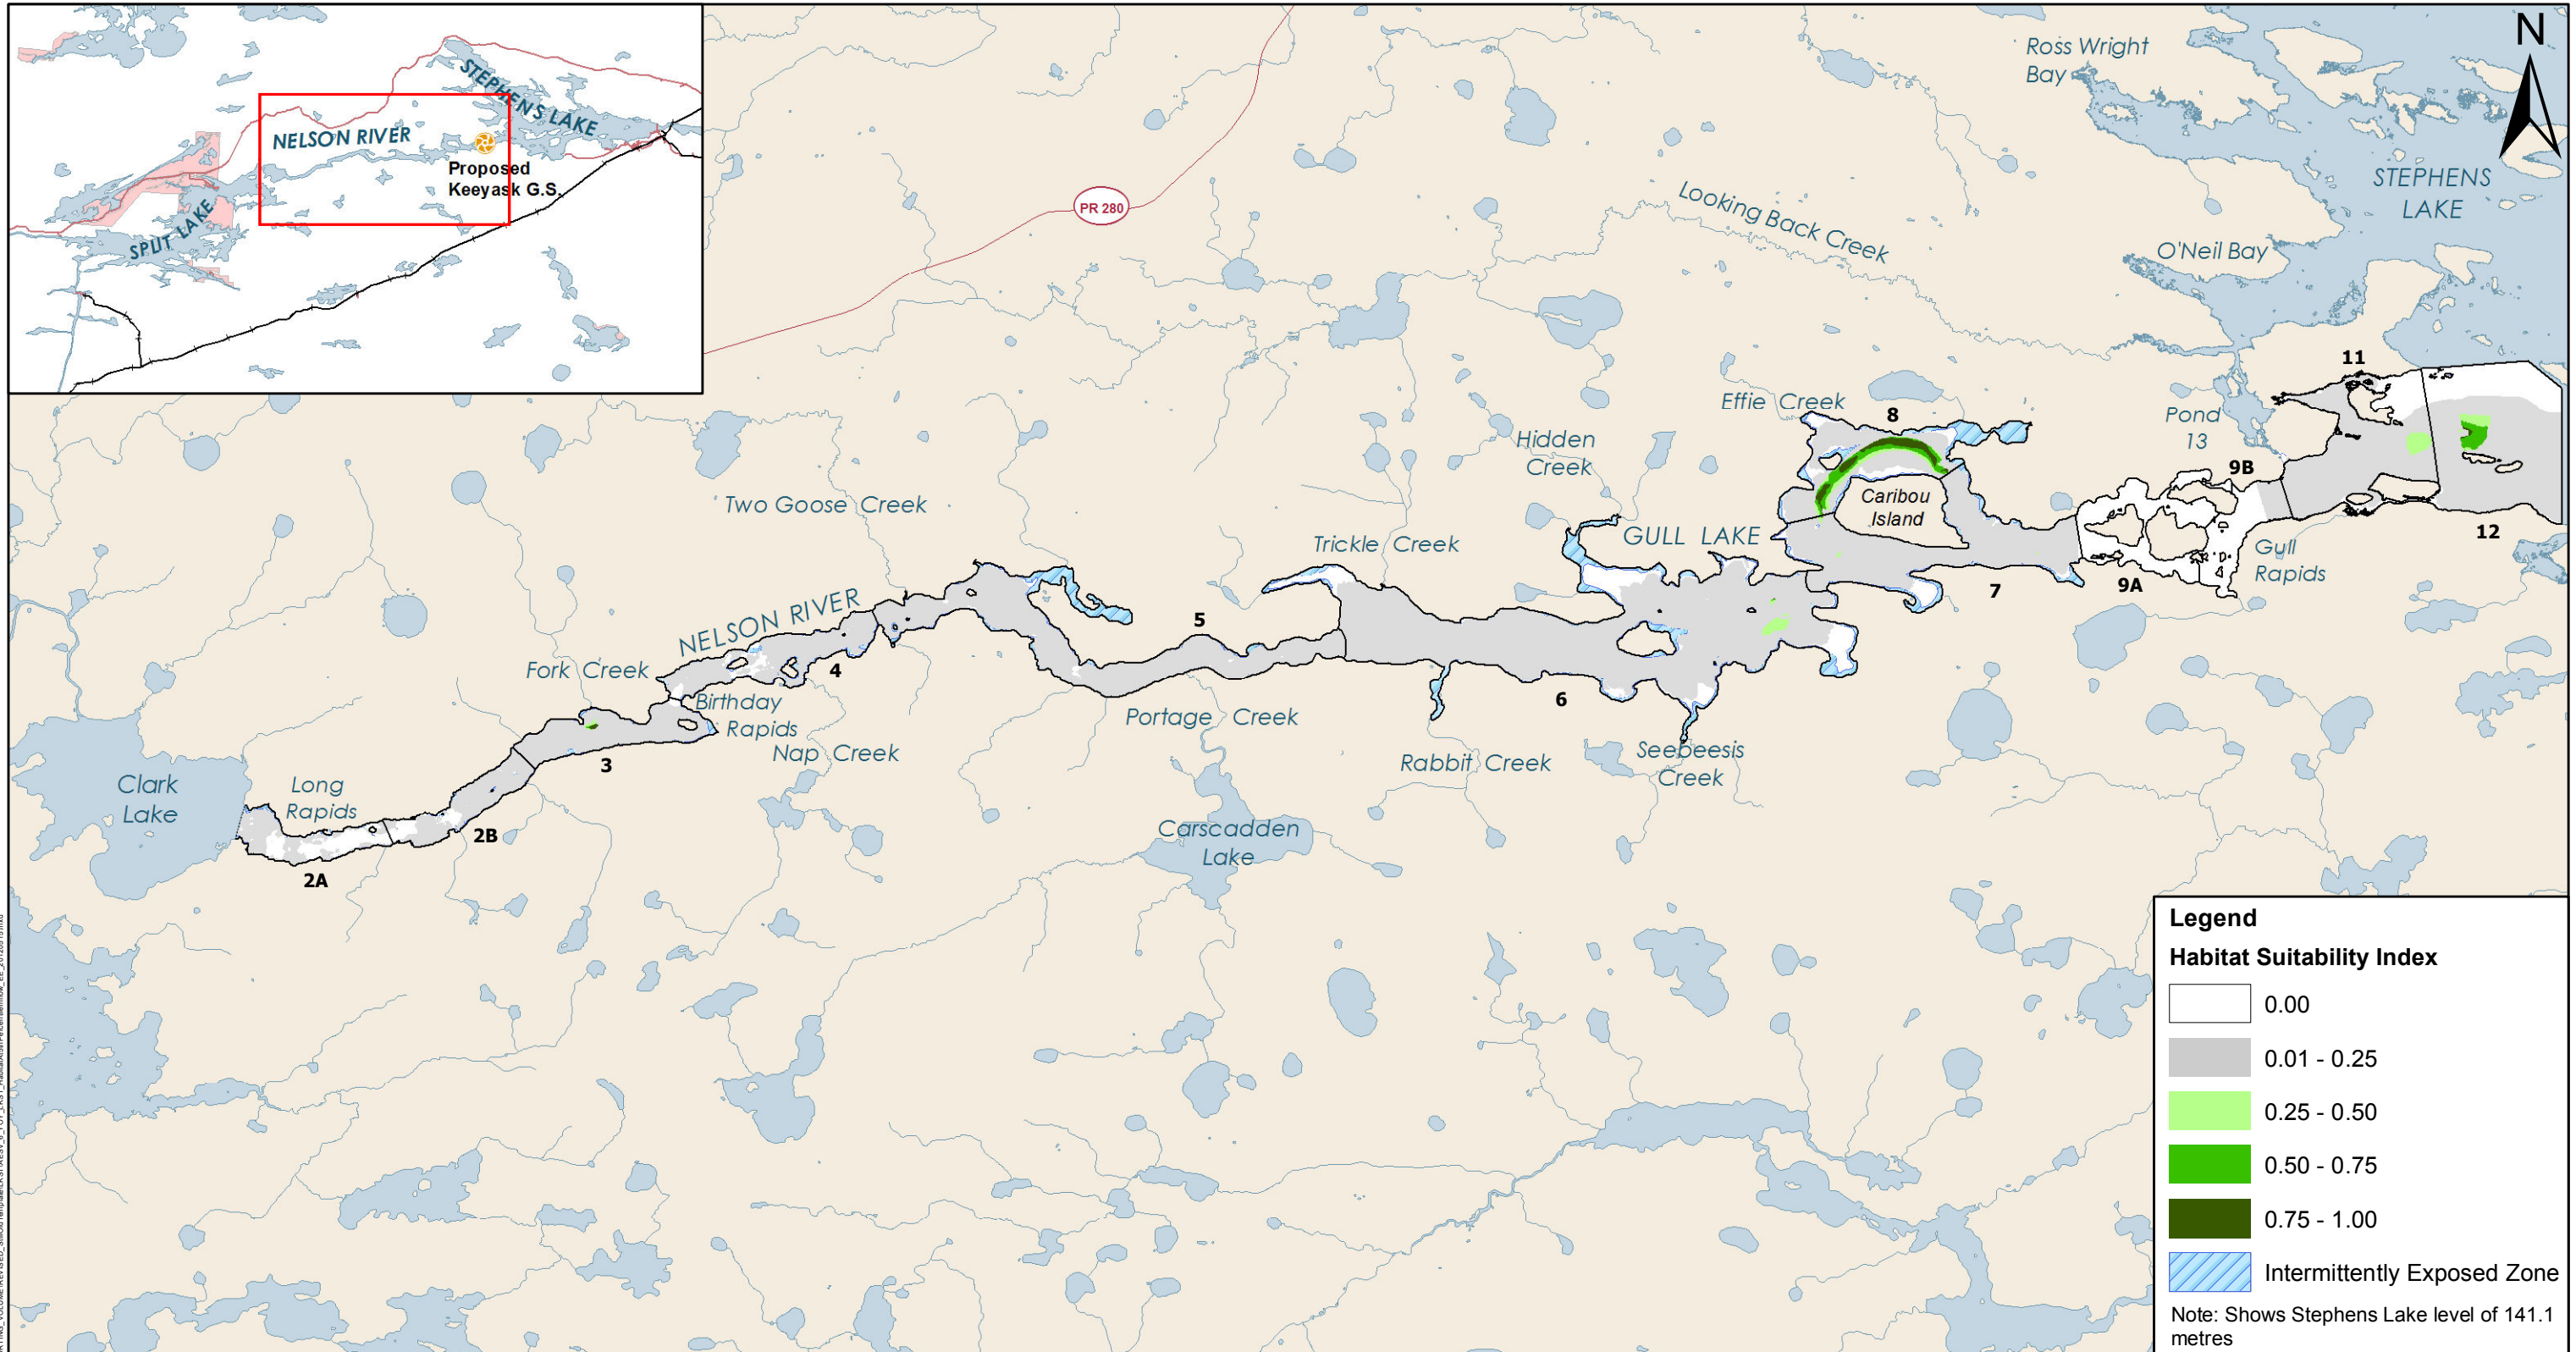 STEPHENS LAKE
NELSON RIVER
Proposed
Keeyask G.S.
SPLIT LAKE
N
Ross Wright
Bay
STEPHENS
LAKE
PR 280
Looking Back Creek
O'Neil Bay
11
Effie Creek
8
Pond
13
Hidden
Creek
9B
Caribou
Island
Two Goose Creek
12
GULL LAKE
Trickle Creek
Gull
Rapids
9A
7
NELSON RIVER
5
Fork Creek
4
Birthday
Rapids
6
Portage Creek
Nap Creek
3
Rabbit Creek
Seebeesis
Creek
Clark
Lake
Long
Rapids
2B
Carscadden
Lake
2A
Legend
Habitat Suitability Index
0.00
0.01 - 0.25
0.25 - 0.50
0.50 - 0.75
0.75 - 1.00
Intermittently Exposed Zone
Note: Shows Stephens Lake level of 141.1
metres